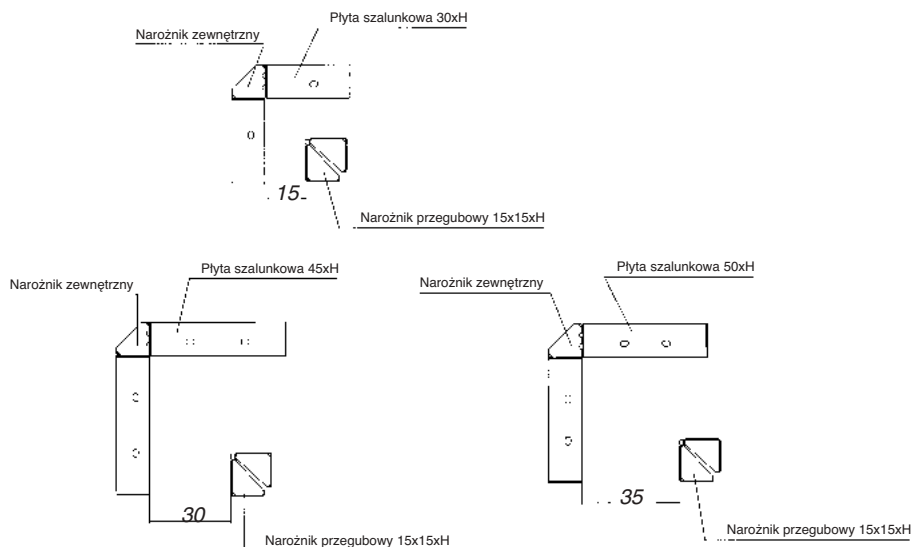 Płyta szalunkowa 30xH
Narożnik zewnętrzny
15
Narożnik przegubowy 15x15xH
Płyta szalunkowa 45xH
Narożnik zewnętrzny
30
Narożnik przegubowy 15x15xH
Płyta szalunkowa 50xH
Narożnik zewnętrzny
35
Narożnik przegubowy 15x15xH